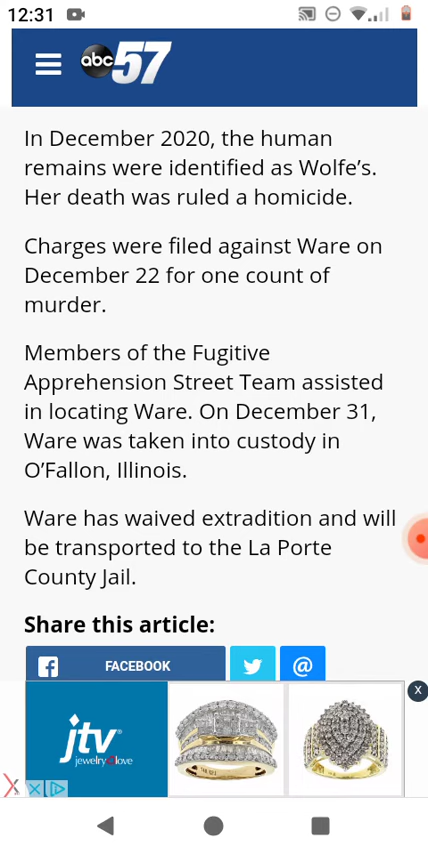 12:31
abc 57
In December 2020, the human
remains were identified as Wolfe's.
Her death was ruled a homicide.
Charges were filed against Ware on
December 22 for one count of
murder.
Members of the Fugitive
Apprehension Street Team assisted
in locating Ware. On December 31,
Ware was taken into custody in
O'Fallon, Illinois.
Ware has waived extradition and will
be transported to the La Porte
County Jail.
Share this article:
FACEBOOK
@
x
jtv®
jewelry love